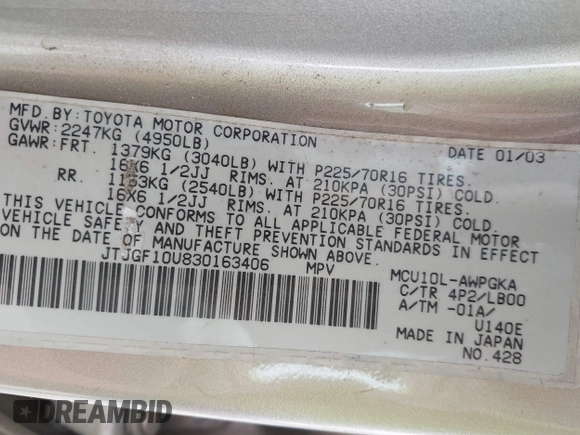 MFD.BY:TOYOTA MOTOR CORPORATION DATE 01/03
GVWR:2247KG (4950LB)
GAWR:FRT. 1379KG (3040LB) WITH P225/70R16 TIRES.
16X6 1/2JJ RIMS. AT 210KPA (30PSI) COLD.
RR. 1153KG (2540LB) WITH P225/70R16 TIRES.
16X6 1/2JJ RIMS. AT 210KPA (30PSI) COLD.
THIS VEHICLE CONFORMS TO ALL APPLICABLE FEDERAL MOTOR
VEHICLE SAFETY AND THEFT PREVENTION STANDARDS IN EFFECT
ON THE DATE OF MANUFACTURE SHOWN ABOVE.
JTJGF10U830163406 MPV
MCU10L-AWPGKA
C/TR 4P2/LB00
A/TM -01A/
U140E
MADE IN JAPAN
NO.428
DREAMBID